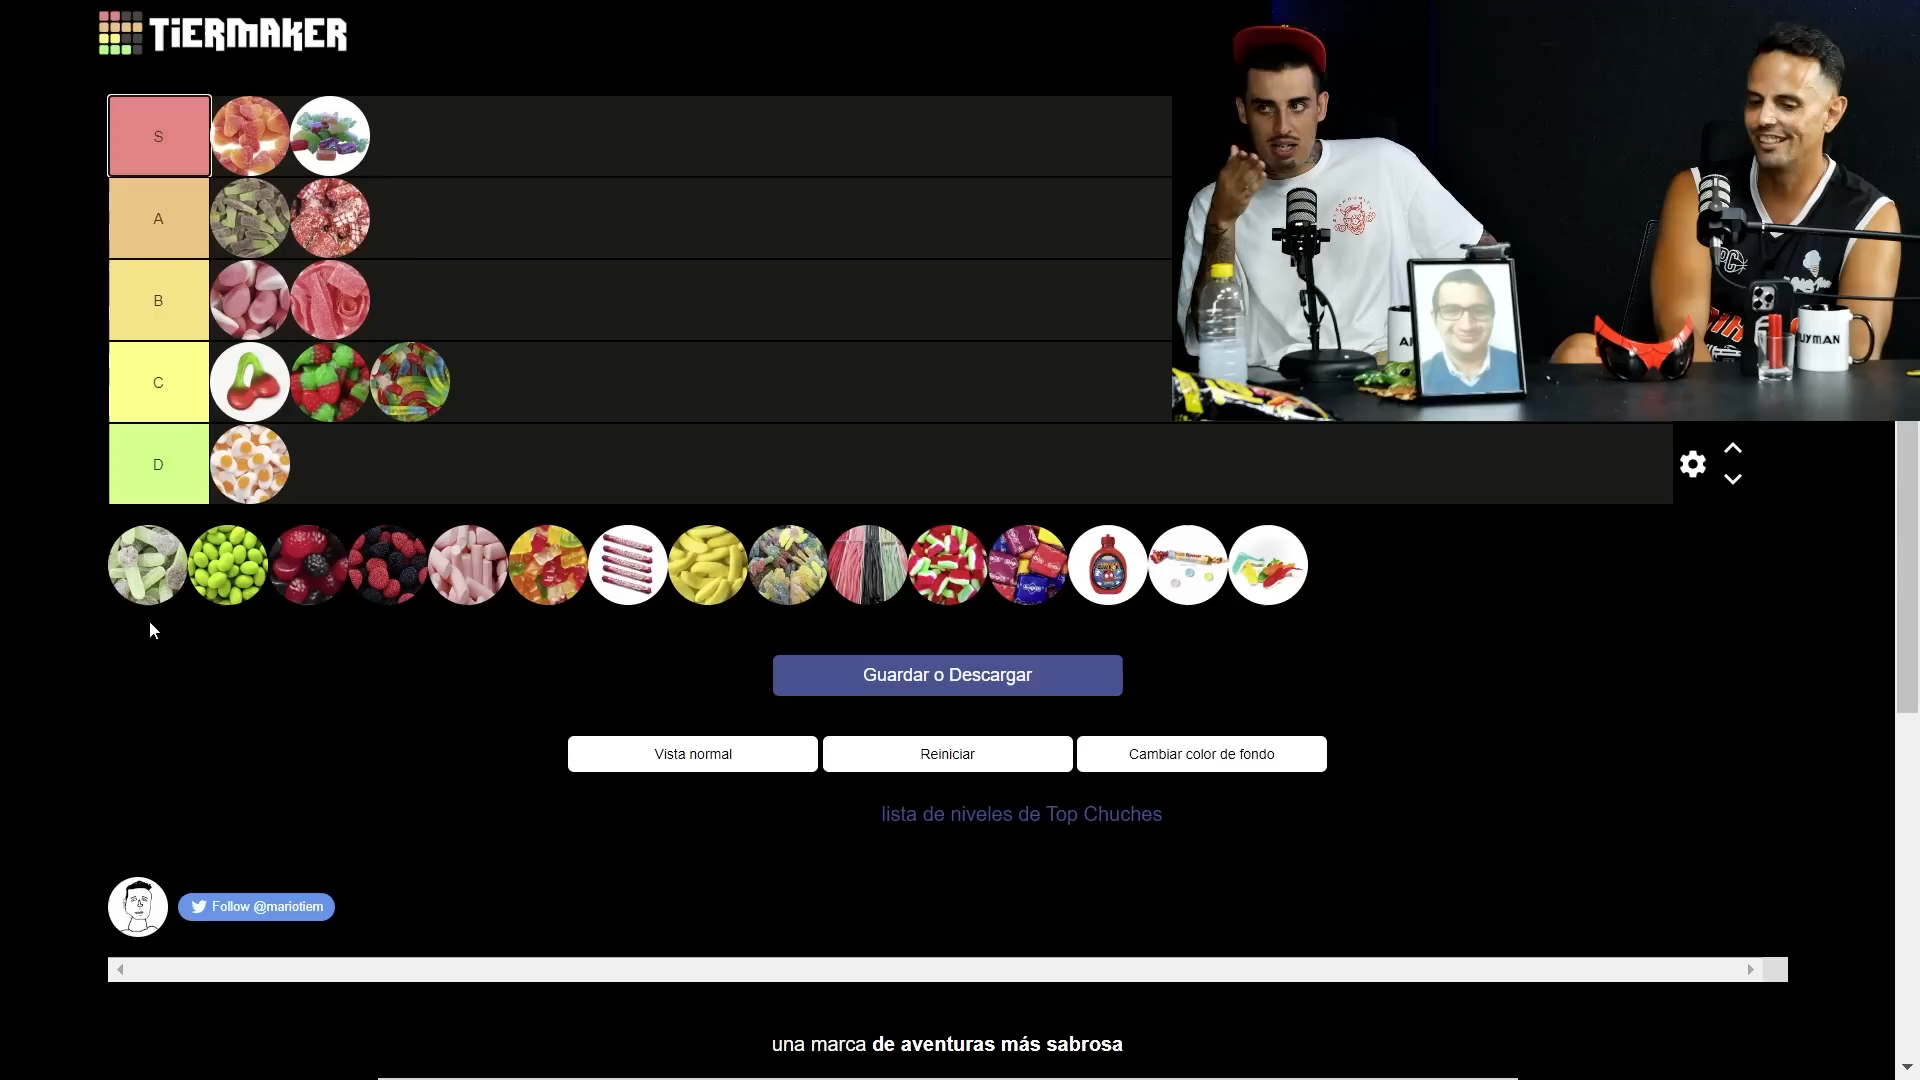 TiERMAKER
S
A
B
C
D
UYMAN
Guardar o Descargar
Vista normal
Reiniciar
Cambiar color de fondo
lista de niveles de Top Chuches
Follow @mariotiem
una marca de aventuras más sabrosa